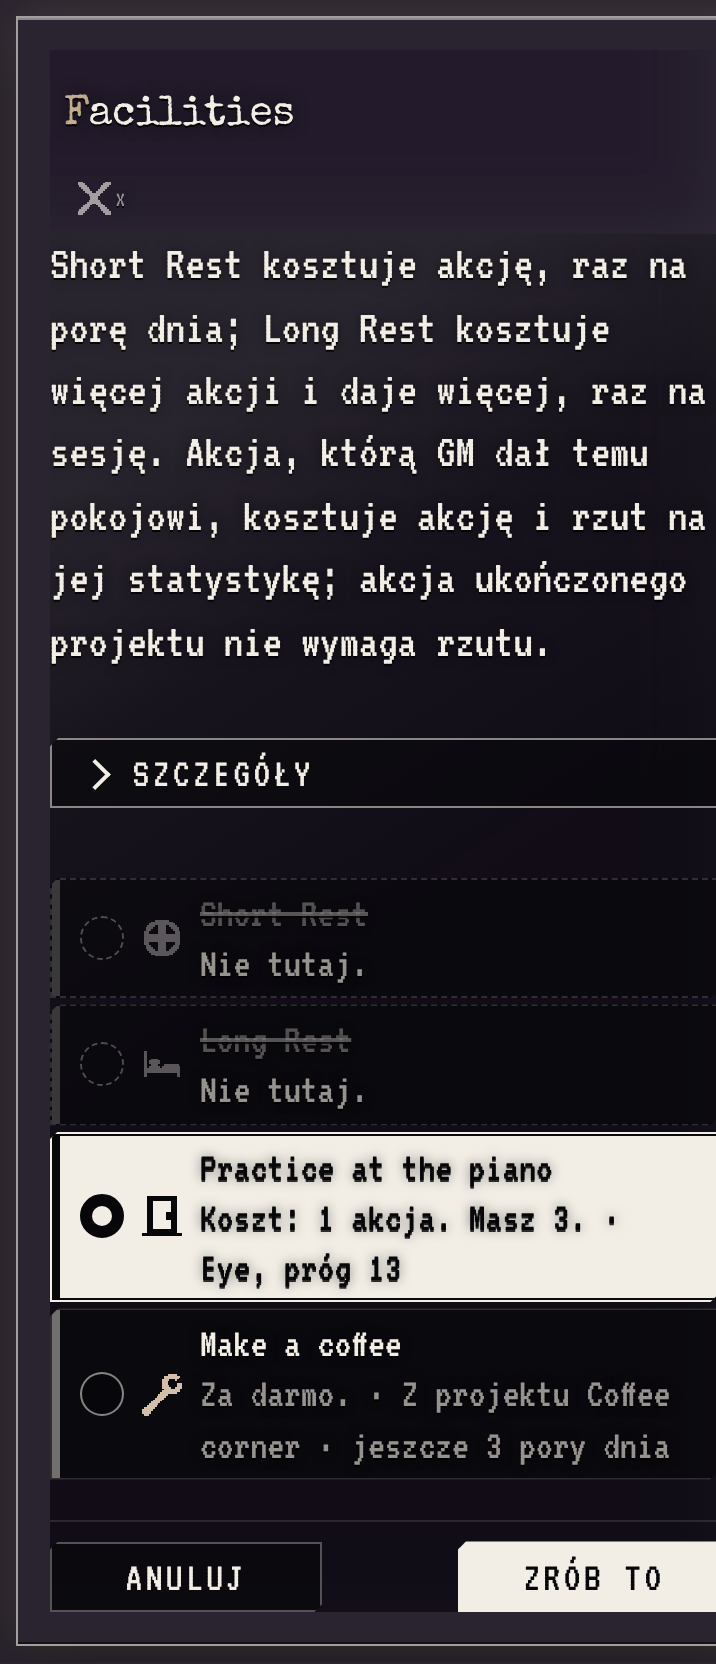 Facilities
x
Short Rest kosztuje akcję, raz na
porę dnia; Long Rest kosztuje
więcej akcji i daje więcej, raz na
sesję. Akcja, którą GM dał temu
pokojowi, kosztuje akcję i rzut na
jej statystykę; akcja ukończonego
projektu nie wymaga rzutu.
SZCZEGÓŁY
Short Rest
Nie tutaj.
Long Rest
Nie tutaj.
Practice at the piano
Koszt: 1 akcja. Masz 3. ·
Eye, próg 13
Make a coffee
Za darmo. · Z projektu Coffee
corner · jeszcze 3 pory dnia
ANULUJ
ZRÓB TO